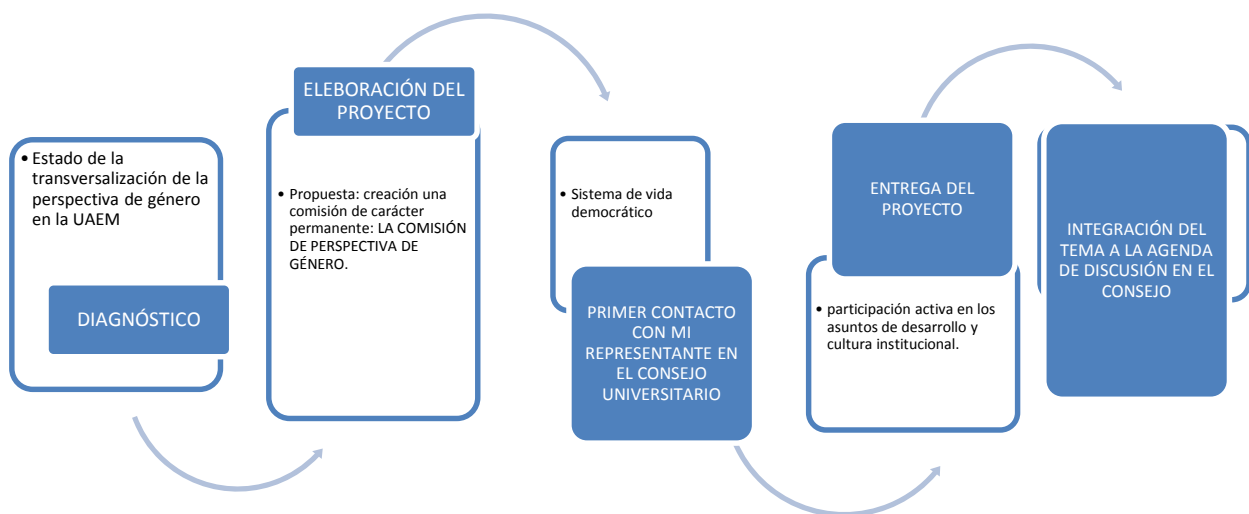 • Estado de la
transversalización de la
perspectiva de género
en la UAEM
DIAGNÓSTICO
ELEBORACIÓN DEL
PROYECTO
• Propuesta: creación una
comisión de carácter
permanente: LA COMISIÓN
DE PERSPECTIVA DE
GÉNERO.
• Sistema de vida
democrático
PRIMER CONTACTO
CON MI
REPRESENTANTE EN
EL CONSEJO
UNIVERSITARIO
ENTREGA DEL
PROYECTO
• participación activa en los
asuntos de desarrollo y
cultura institucional.
INTEGRACIÓN DEL
TEMA A LA AGENDA
DE DISCUSIÓN EN EL
CONSEJO